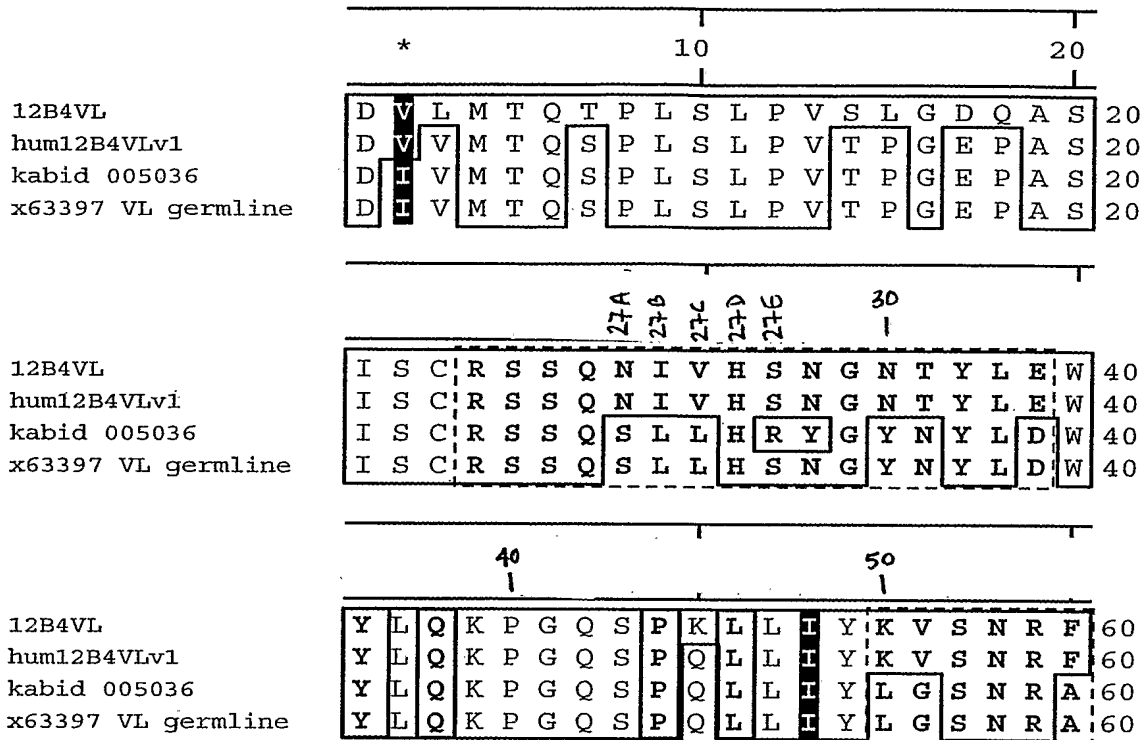 * 10 20
12B4VL D V L M T Q T P L S L P V S L G D Q A S 20
hum12B4VLv1 D V V M T Q S P L S L P V T P G E P A S 20
kabid 005036 D I V M T Q S P L S L P V T P G E P A S 20
x63397 VL germline D I V M T Q S P L S L P V T P G E P A S 20
27A 27B 27C 27D 27E 30
12B4VL I S C R S S Q N I V H S N G N T Y L E W 40
hum12B4VLvi I S C R S S Q N I V H S N G N T Y L E W 40
kabid 005036 I S C R S S Q S L L H R Y G Y N Y L D W 40
x63397 VL germline I S C R S S Q S L L H S N G Y N Y L D W 40
40 50
12B4VL Y L Q K P G Q S P K L L I Y K V S N R F 60
hum12B4VLv1 Y L Q K P G Q S P Q L L I Y K V S N R F 60
kabid 005036 Y L Q K P G Q S P Q L L I Y L G S N R A 60
x63397 VL germline Y L Q K P G Q S P Q L L I Y L G S N R A 60